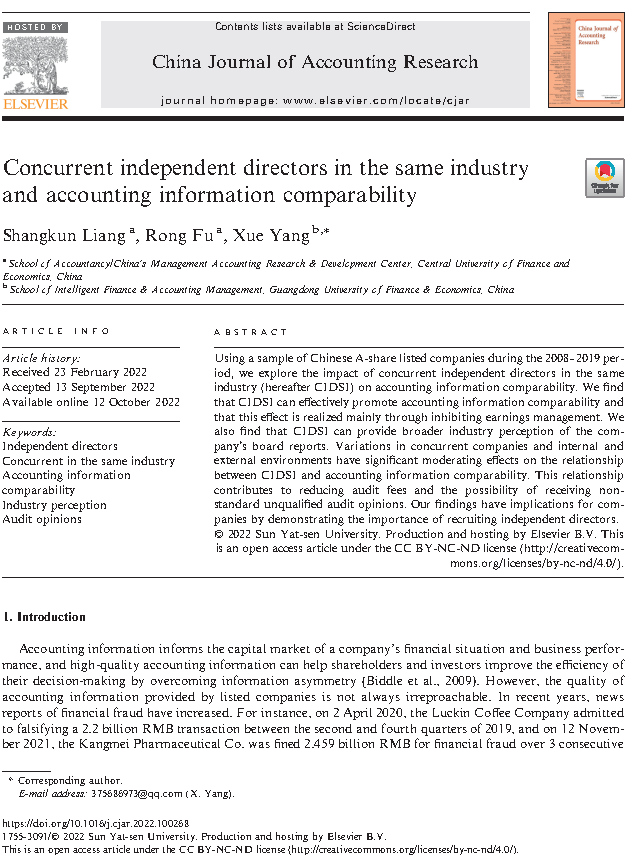 HOSTED BY
ELSEVIER
Contents lists available at ScienceDirect
China Journal of Accounting Research
journal homepage: www.elsevier.com/locate/cjar
China Journal of
Accounting
Research
Concurrent independent directors in the same industry
and accounting information comparability
Check for
updates
Shangkun Liang a, Rong Fu a, Xue Yang b,*
a School of Accountancy/China's Management Accounting Research & Development Center, Central University of Finance and
Economics, China
b School of Intelligent Finance & Accounting Management, Guangdong University of Finance & Economics, China
ARTICLE INFO
Article history:
Received 23 February 2022
Accepted 13 September 2022
Available online 12 October 2022
Keywords:
Independent directors
Concurrent in the same industry
Accounting information
comparability
Industry perception
Audit opinions
ABSTRACT
Using a sample of Chinese A-share listed companies during the 2008–2019 per-
iod, we explore the impact of concurrent independent directors in the same
industry (hereafter CIDSI) on accounting information comparability. We find
that CIDSI can effectively promote accounting information comparability and
that this effect is realized mainly through inhibiting earnings management. We
also find that CIDSI can provide broader industry perception of the com-
pany's board reports. Variations in concurrent companies and internal and
external environments have significant moderating effects on the relationship
between CIDSI and accounting information comparability. This relationship
contributes to reducing audit fees and the possibility of receiving non-
standard unqualified audit opinions. Our findings have implications for com-
panies by demonstrating the importance of recruiting independent directors.
© 2022 Sun Yat-sen University. Production and hosting by Elsevier B.V. This
is an open access article under the CC BY-NC-ND license (http://creativecom-
mons.org/licenses/by-nc-nd/4.0/).
1. Introduction
Accounting information informs the capital market of a company's financial situation and business perfor-
mance, and high-quality accounting information can help shareholders and investors improve the efficiency of
their decision-making by overcoming information asymmetry (Biddle et al., 2009). However, the quality of
accounting information provided by listed companies is not always irreproachable. In recent years, news
reports of financial fraud have increased. For instance, on 2 April 2020, the Luckin Coffee Company admitted
to falsifying a 2.2 billion RMB transaction between the second and fourth quarters of 2019, and on 12 Novem-
ber 2021, the Kangmei Pharmaceutical Co. was fined 2.459 billion RMB for financial fraud over 3 consecutive
* Corresponding author.
E-mail address: 375686973@qq.com (X. Yang).
https://doi.org/10.1016/j.cjar.2022.100268
1755-3091/© 2022 Sun Yat-sen University. Production and hosting by Elsevier B.V.
This is an open access article under the CC BY-NC-ND license (http://creativecommons.org/licenses/by-nc-nd/4.0/).